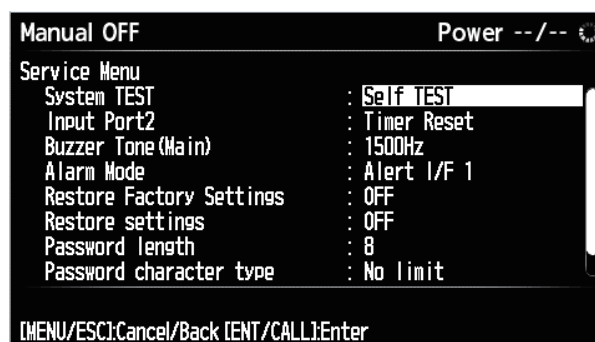 Manual OFF Power --/--
Service Menu
System TEST : Self TEST
Input Port2 : Timer Reset
Buzzer Tone(Main) : 1500Hz
Alarm Mode : Alert I/F 1
Restore Factory Settings : OFF
Restore settings : OFF
Password length : 8
Password character type : No limit
[MENU/ESC]:Cancel/Back [ENT/CALL]:Enter